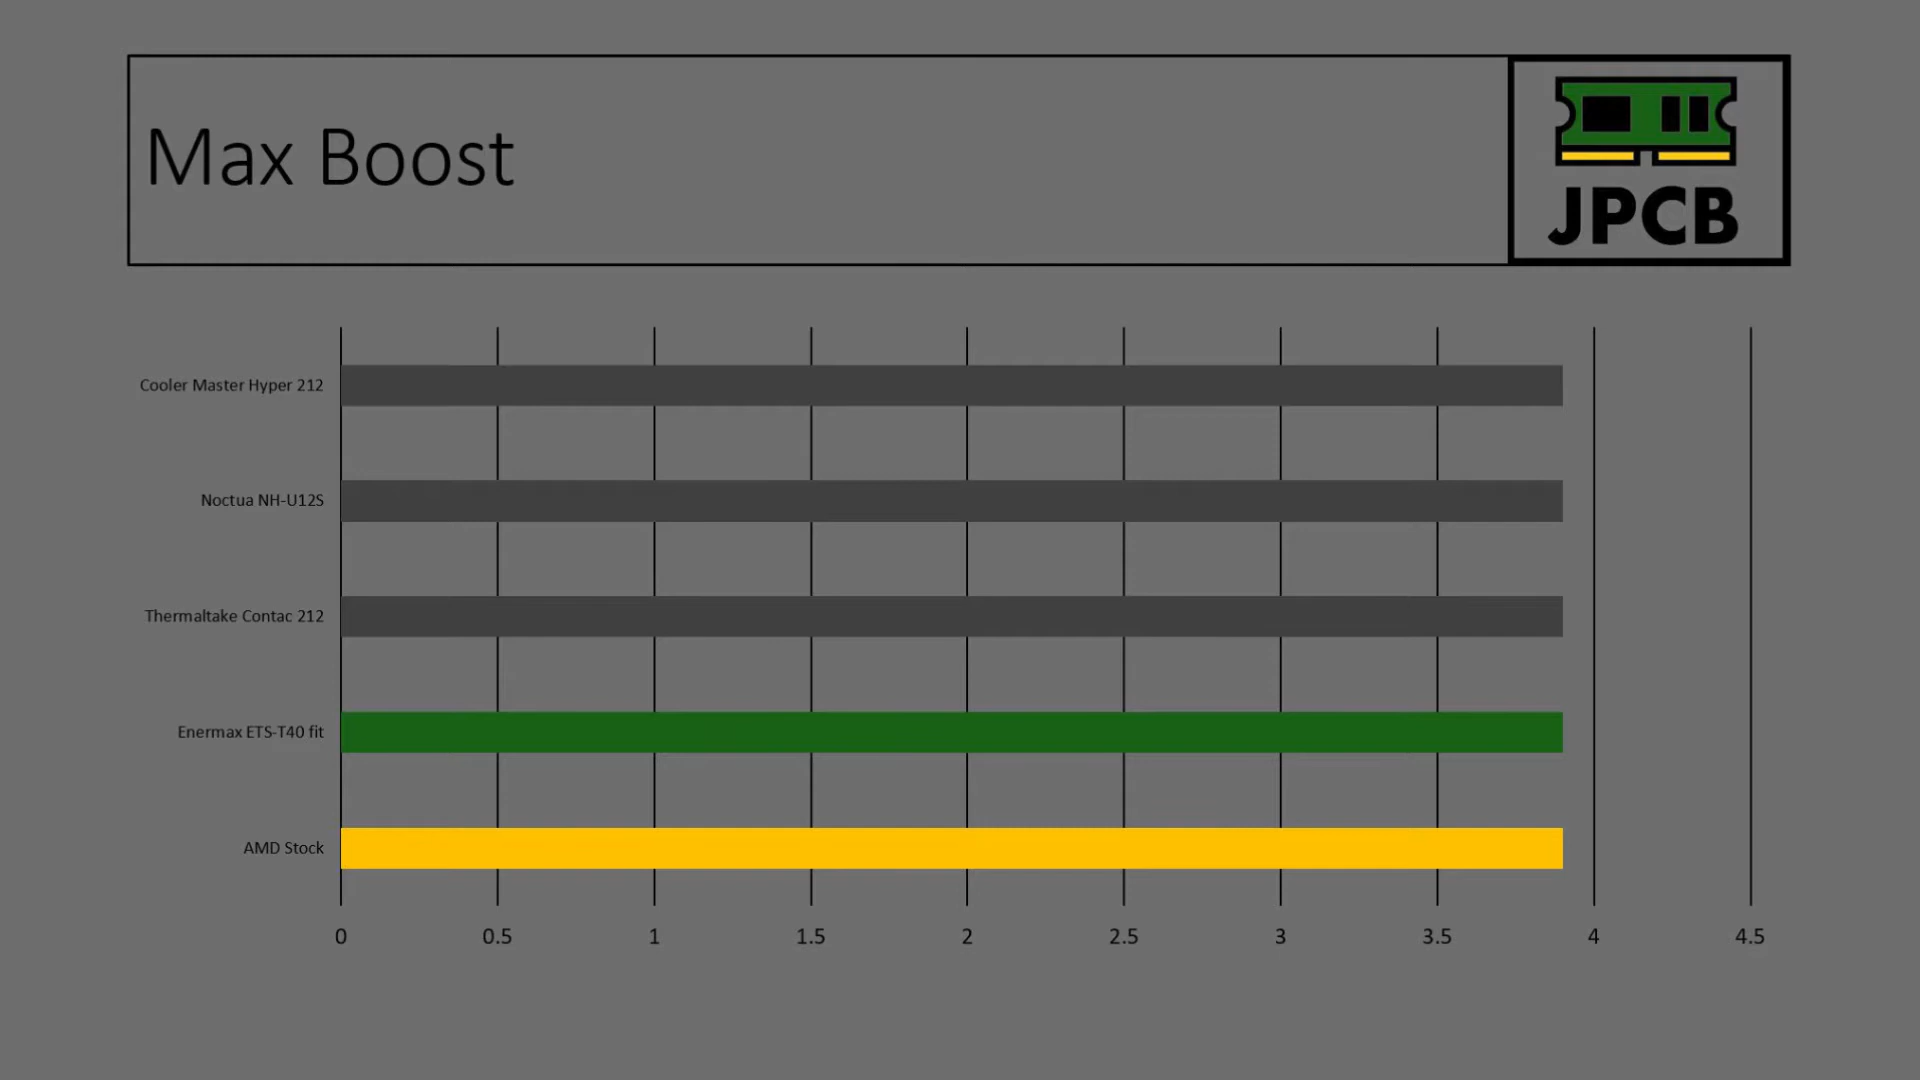 Max Boost
JPCB
Cooler Master Hyper 212
Noctua NH-U12S
Thermaltake Contac 212
Enermax ETS-T40 fit
AMD Stock
0 0.5 1 1.5 2 2.5 3 3.5 4 4.5